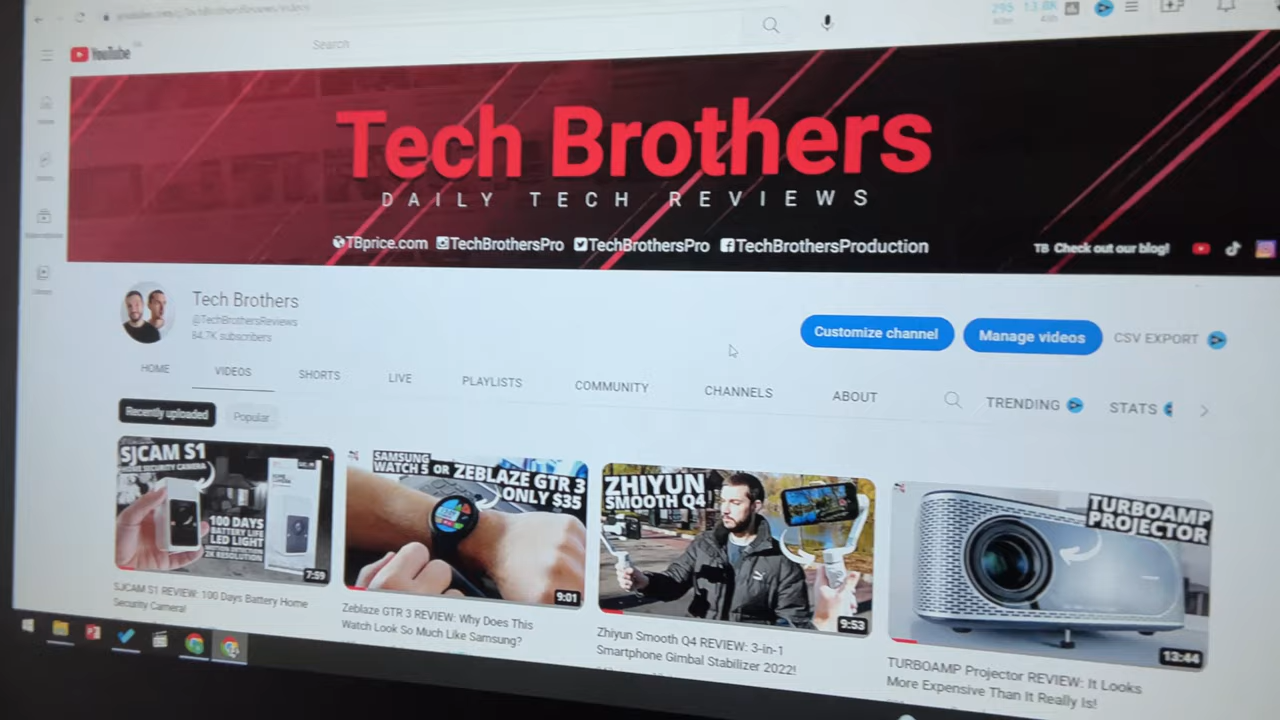 295 13.8K
YouTube
Search
Tech Brothers
DAILY TECH REVIEWS
TBprice.com TechBrothersPro TechBrothersPro TechBrothersProduction
TB Check out our blog!
Tech Brothers
@TechBrothersReviews
84.7K subscribers
Customize channel Manage videos CSV EXPORT
HOME VIDEOS SHORTS LIVE PLAYLISTS COMMUNITY CHANNELS ABOUT TRENDING STATS
Recently uploaded Popular
SJCAM S1
HOME SECURITY CAMERA
100 DAYS
BATTERY LIFE
LED LIGHT
2K RESOLUTION
7:59
SJCAM S1 REVIEW: 100 Days Battery Home
Security Camera!
SAMSUNG
WATCH 5 OR ZEBLAZE GTR 3
ONLY $35
9:01
Zeblaze GTR 3 REVIEW: Why Does This
Watch Look So Much Like Samsung?
ZHIYUN
SMOOTH Q4
9:53
Zhiyun Smooth Q4 REVIEW: 3-in-1
Smartphone Gimbal Stabilizer 2022!
TURBOAMP
PROJECTOR
13:44
TURBOAMP Projector REVIEW: It Looks
More Expensive Than It Really Is!